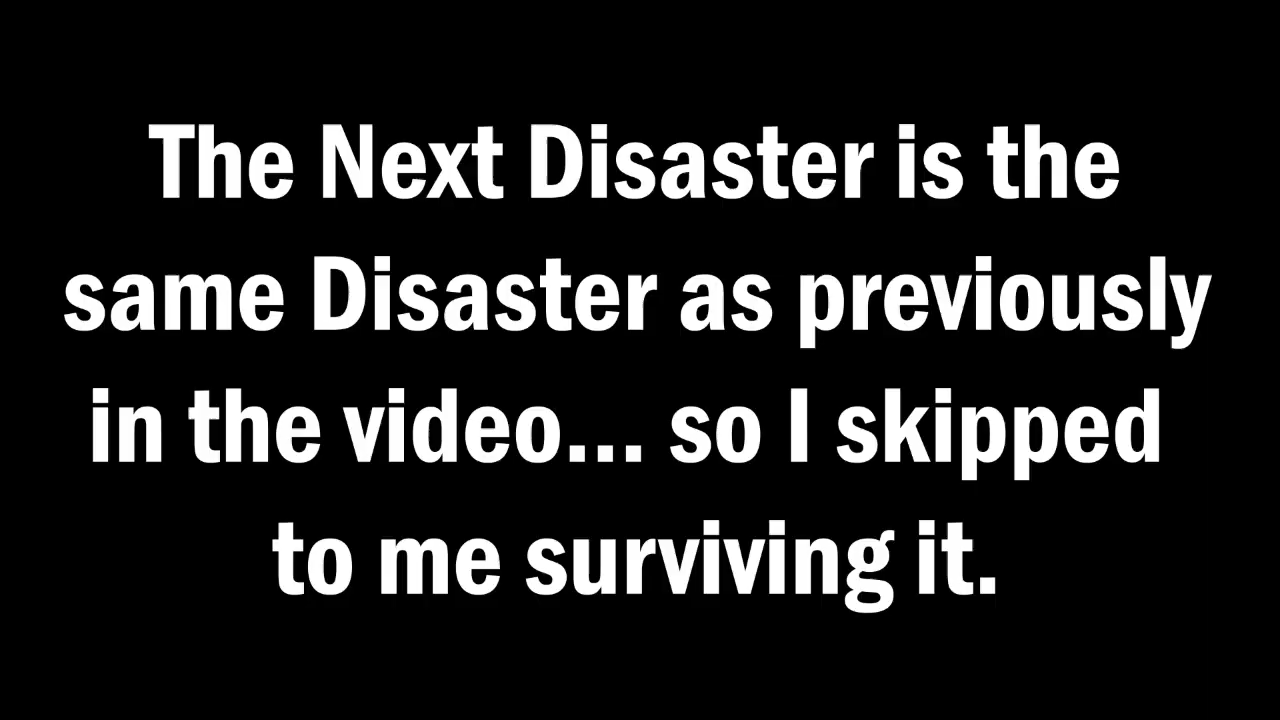 The Next Disaster is the
same Disaster as previously
in the video... so I skipped
to me surviving it.